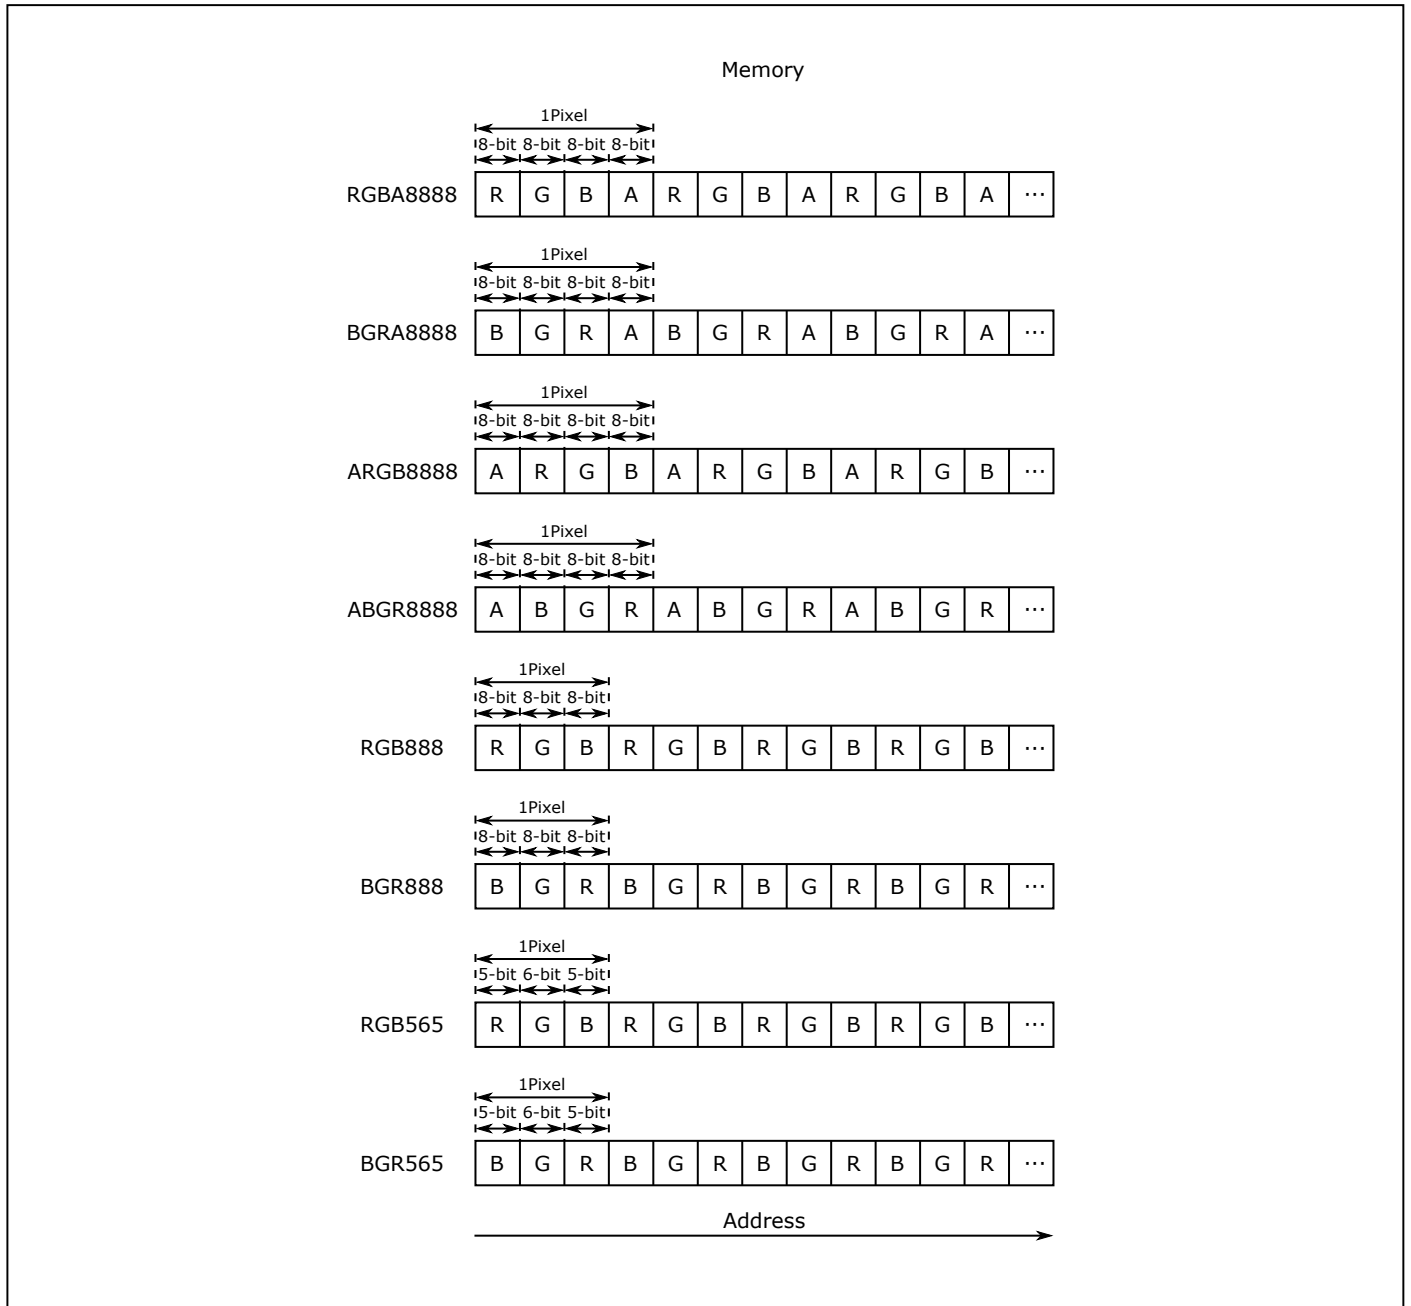 Memory
1Pixel
8-bit 8-bit 8-bit 8-bit
RGBA8888 R G B A R G B A R G B A ···
1Pixel
8-bit 8-bit 8-bit 8-bit
BGRA8888 B G R A B G R A B G R A ···
1Pixel
8-bit 8-bit 8-bit 8-bit
ARGB8888 A R G B A R G B A R G B ···
1Pixel
8-bit 8-bit 8-bit 8-bit
ABGR8888 A B G R A B G R A B G R ···
1Pixel
8-bit 8-bit 8-bit
RGB888 R G B R G B R G B R G B ···
1Pixel
8-bit 8-bit 8-bit
BGR888 B G R B G R B G R B G R ···
1Pixel
5-bit 6-bit 5-bit
RGB565 R G B R G B R G B R G B ···
1Pixel
5-bit 6-bit 5-bit
BGR565 B G R B G R B G R B G R ···
Address